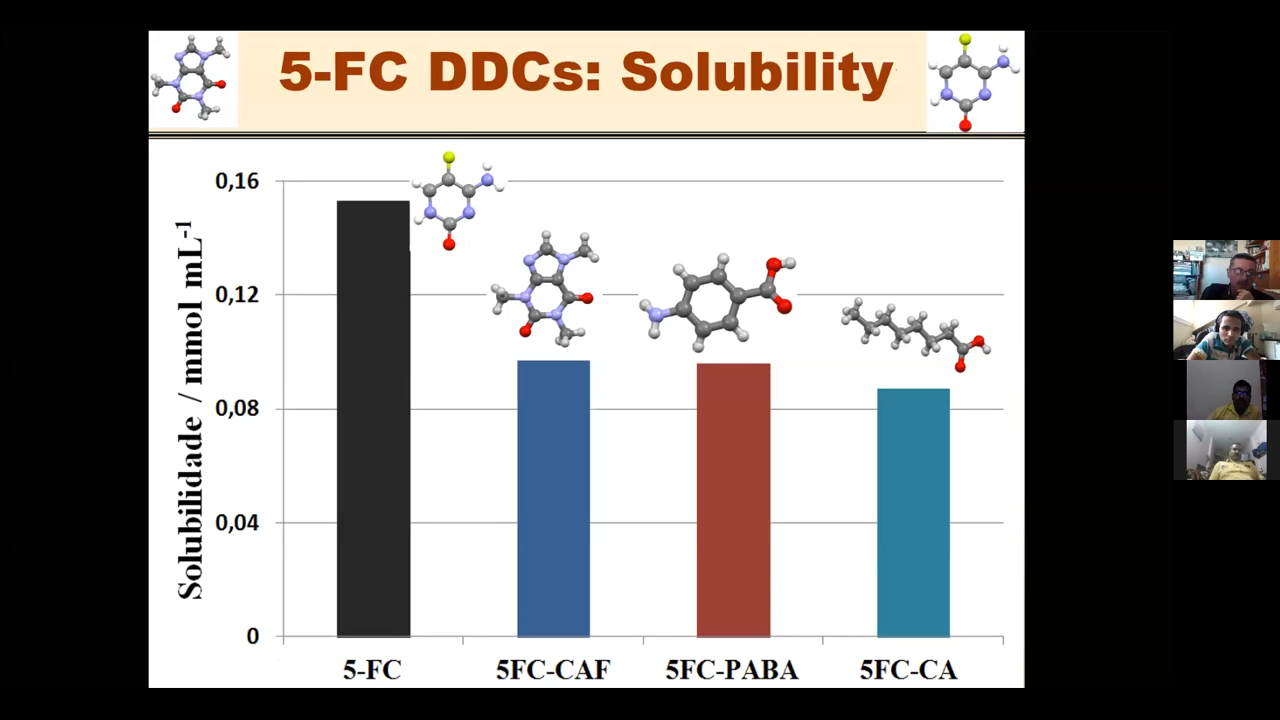 5-FC DDCs: Solubility
Solubilidade / mmol mL-1
0,16
0,12
0,08
0,04
0
5-FC
5FC-CAF
5FC-PABA
5FC-CA